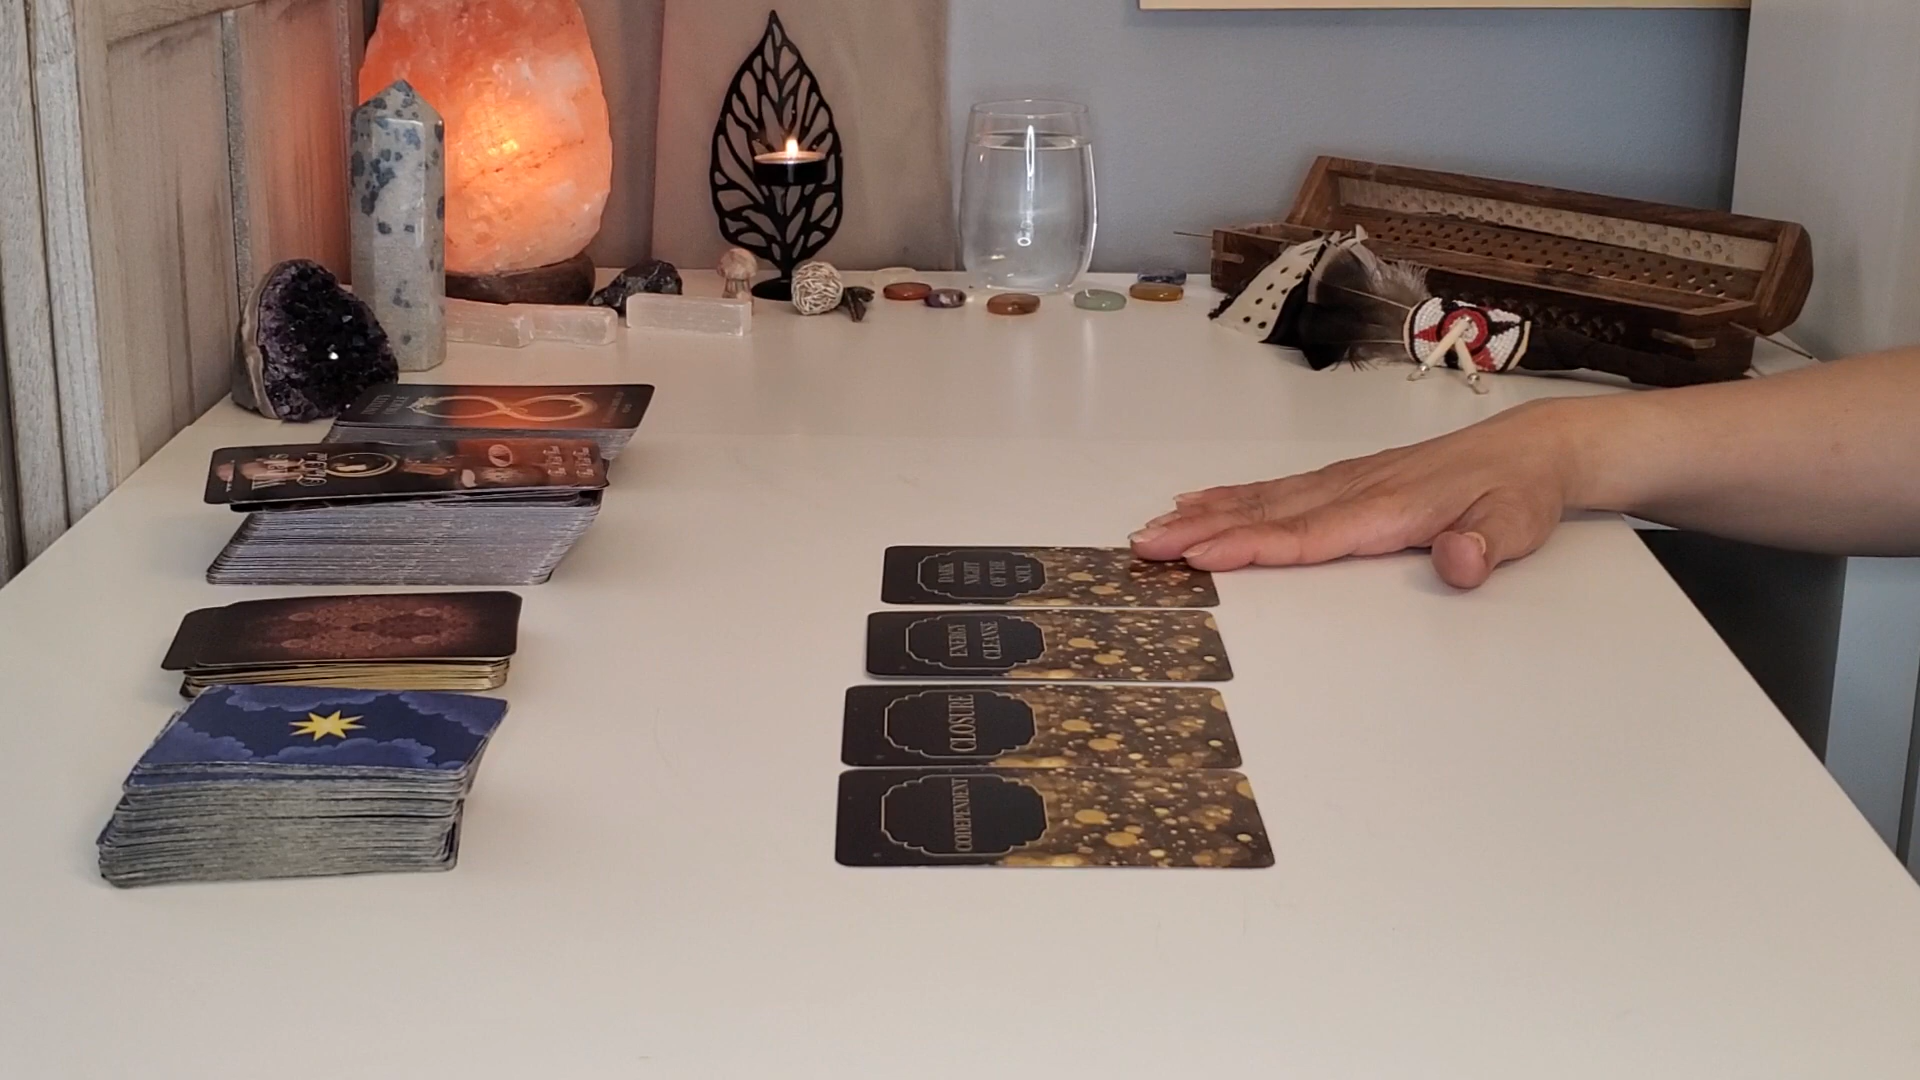 DARK
NIGHT
OF THE
SOUL
ENERGY
CLEANSE
CLOSURE
CODEPENDENT